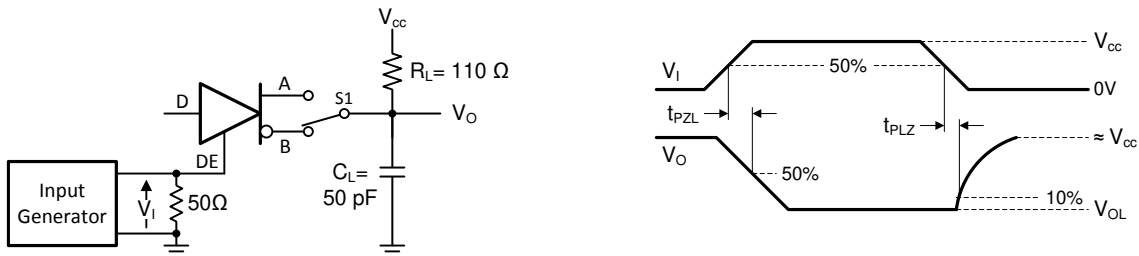 Vcc
RL= 110 Ω
A
S1
D
VO
B
DE
CL=
50 pF
Input
Generator
VI
50Ω
Vcc
VI
50%
0V
tPZL
tPLZ
≈ Vcc
VO
50%
10%
VOL